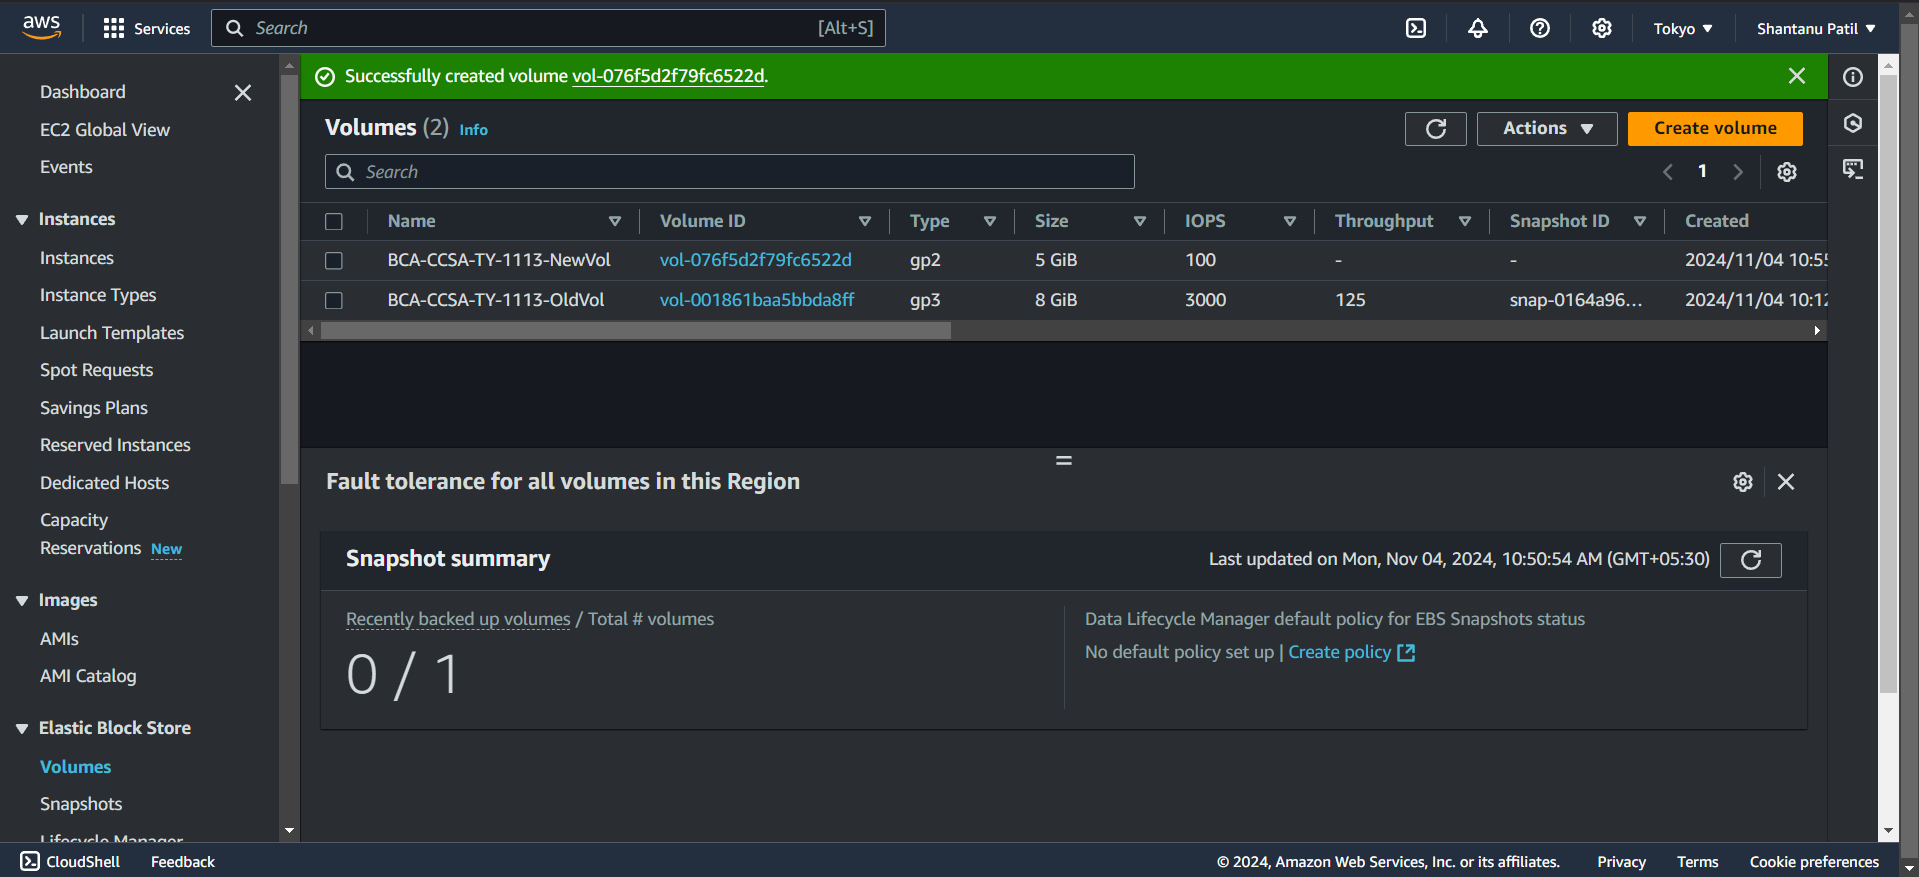 aws
Services
Search
[Alt+S]
Tokyo
Shantanu Patil
Dashboard
EC2 Global View
Events
Instances
Instances
Instance Types
Launch Templates
Spot Requests
Savings Plans
Reserved Instances
Dedicated Hosts
Capacity
Reservations New
Images
AMIs
AMI Catalog
Elastic Block Store
Volumes
Snapshots
Lifecycle Manager
Successfully created volume vol-076f5d2f79fc6522d.
Volumes (2) Info
Actions
Create volume
Search
1
Name Volume ID Type Size IOPS Throughput Snapshot ID Created
BCA-CCSA-TY-1113-NewVol vol-076f5d2f79fc6522d gp2 5 GiB 100 - - 2024/11/04 10:55
BCA-CCSA-TY-1113-OldVol vol-001861baa5bbda8ff gp3 8 GiB 3000 125 snap-0164a96... 2024/11/04 10:12
Fault tolerance for all volumes in this Region
Snapshot summary
Last updated on Mon, Nov 04, 2024, 10:50:54 AM (GMT+05:30)
Recently backed up volumes / Total # volumes
0 / 1
Data Lifecycle Manager default policy for EBS Snapshots status
No default policy set up | Create policy
CloudShell Feedback
© 2024, Amazon Web Services, Inc. or its affiliates. Privacy Terms Cookie preferences